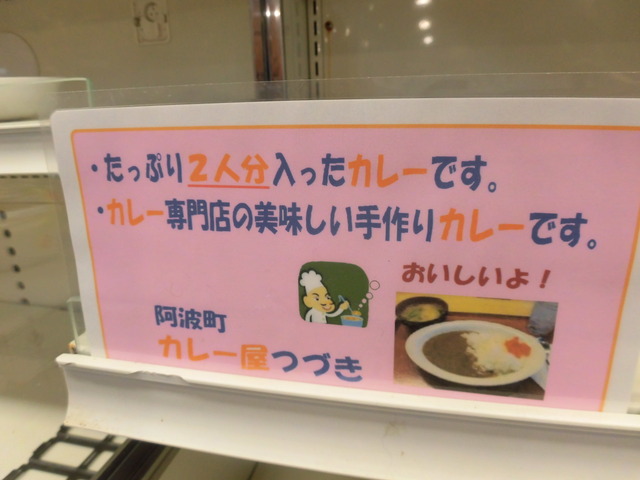 ・たっぷり2人分入ったカレーです。
・カレー専門店の美味しい手作りカレーです。
おいしいよ！
阿波町
カレー屋つづき